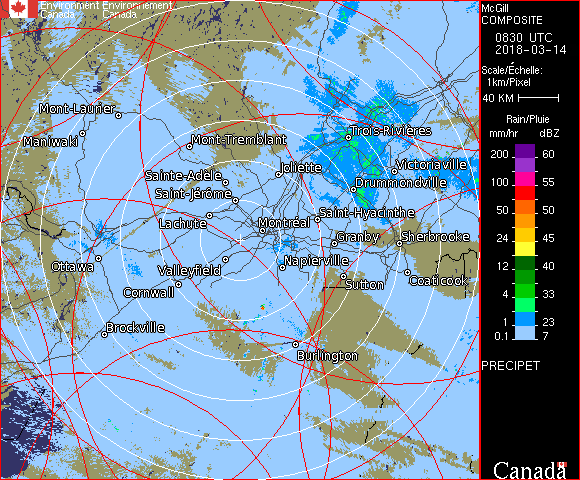 Environment Environnement
Canada Canada
McGill
COMPOSITE
0830 UTC
2018-03-14
Scale/Échelle:
1km/Pixel
40 KM
Rain/Pluie
mm/hr dBZ
200 60
100 55
50 50
24 45
12 40
8 35
4 30
1 23
0.1 7
PRECIPET
Canada
Mont-Laurier
Maniwaki
Mont-Tremblant
Trois-Rivières
Joliette
Victoriaville
Sainte-Adèle
Drummondville
Saint-Jérôme
Saint-Hyacinthe
Lachute
Montréal
Granby
Sherbrooke
Ottawa
Valleyfield
Napierville
Coaticook
Sutton
Cornwall
Brockville
Burlington